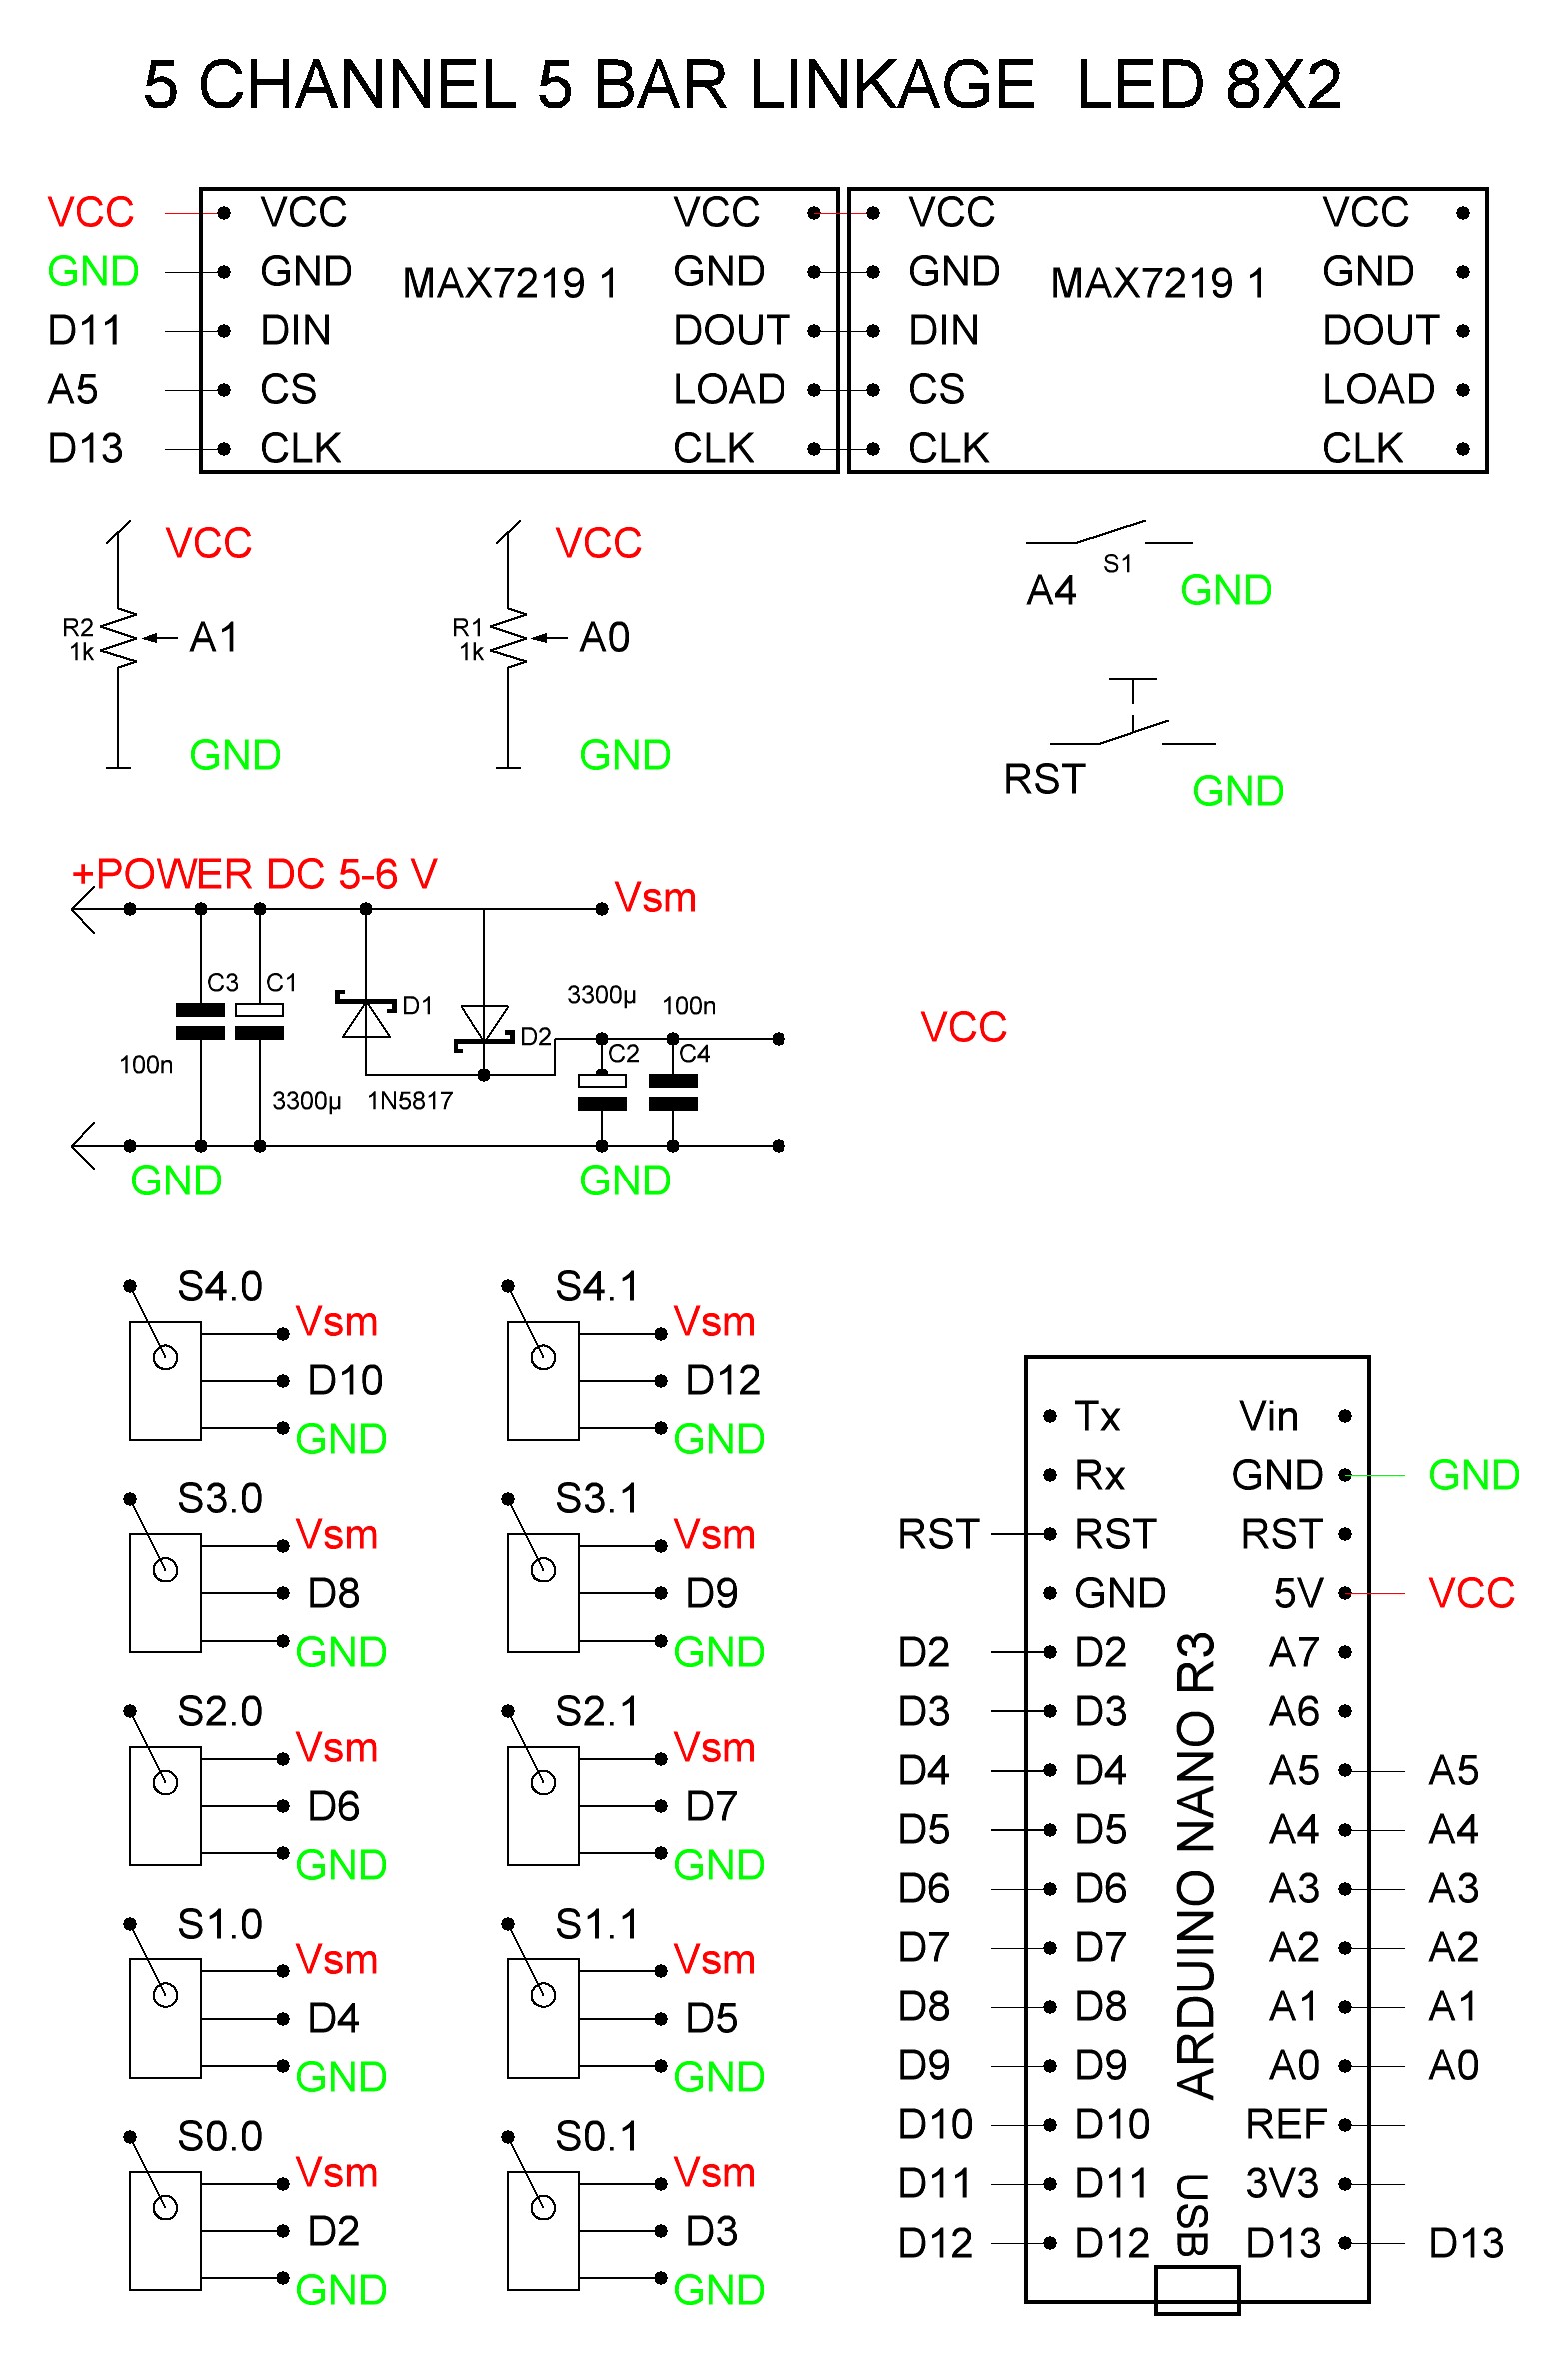 5 CHANNEL 5 BAR LINKAGE LED 8X2
VCC VCC VCC VCC VCC
GND GND MAX7219 1 GND GND MAX7219 1 GND
D11 DIN DOUT DIN DOUT
A5 CS LOAD CS LOAD
D13 CLK CLK CLK CLK
VCC VCC
S1
A4 GND
R2 1k A1 R1 1k A0
GND GND
RST GND
+POWER DC 5-6 V
Vsm
C3 C1 D1 3300µ 100n
VCC
D2 C2 C4
100n 3300µ 1N5817
GND GND
S4.0 S4.1
Vsm Vsm
D10 D12
GND GND
S3.0 S3.1
Vsm Vsm
D8 D9
GND GND
S2.0 S2.1
Vsm Vsm
D6 D7
GND GND
S1.0 S1.1
Vsm Vsm
D4 D5
GND GND
S0.0 S0.1
Vsm Vsm
D2 D3
GND GND
Tx Vin
Rx GND GND
RST RST RST
GND 5V VCC
D2 D2 A7
D3 D3 A6
D4 D4 A5 A5
D5 D5 A4 A4
D6 D6 A3 A3
D7 D7 A2 A2
D8 D8 A1 A1
D9 D9 A0 A0
D10 D10 REF
D11 D11 3V3
D12 D12 D13 D13
ARDUINO NANO R3
USB